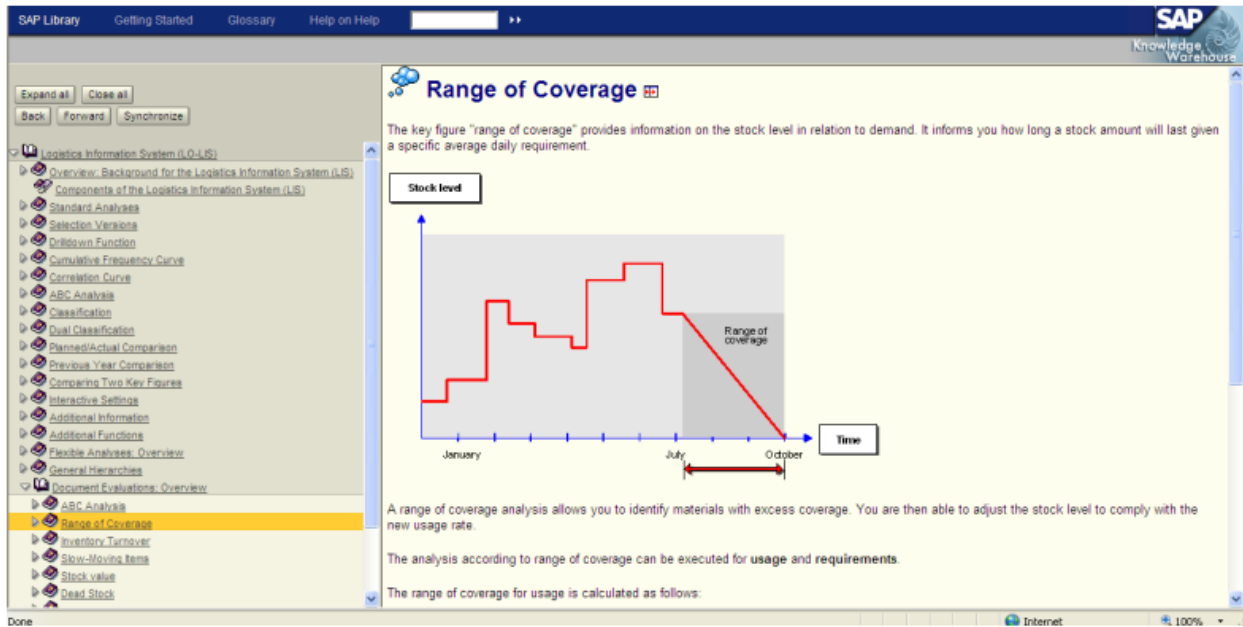 SAP Library Getting Started Glossary Help on Help
SAP
Knowledge
Warehouse
Expand all Close all
Back Forward Synchronize
Logistics Information System (LO-LIS)
Overview: Background for the Logistics Information System (LIS)
Components of the Logistics Information System (LIS)
Standard Analyses
Selection Versions
Drilldown Function
Cumulative Frequency Curve
Correlation Curve
ABC Analysis
Classification
Dual Classification
Planned/Actual Comparison
Previous Year Comparison
Comparing Two Key Figures
Interactive Settings
Additional Information
Additional Functions
Flexible Analyses: Overview
General Hierarchies
Document Evaluations: Overview
ABC Analysis
Range of Coverage
Inventory Turnover
Slow-Moving Items
Stock value
Dead Stock
Range of Coverage
The key figure "range of coverage" provides information on the stock level in relation to demand. It informs you how long a stock amount will last given
a specific average daily requirement.
Stock level
Range of
coverage
Time
January July October
A range of coverage analysis allows you to identify materials with excess coverage. You are then able to adjust the stock level to comply with the
new usage rate.
The analysis according to range of coverage can be executed for usage and requirements.
The range of coverage for usage is calculated as follows:
Done Internet 100%